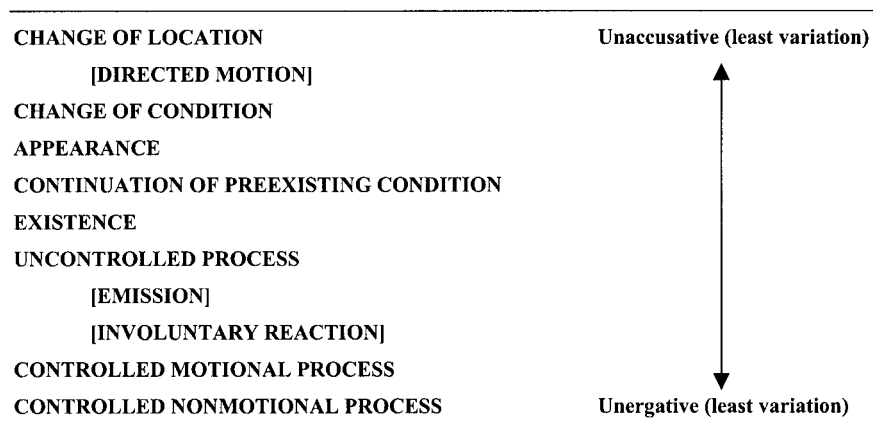 CHANGE OF LOCATION Unaccusative (least variation)
[DIRECTED MOTION]
CHANGE OF CONDITION
APPEARANCE
CONTINUATION OF PREEXISTING CONDITION
EXISTENCE
UNCONTROLLED PROCESS
[EMISSION]
[INVOLUNTARY REACTION]
CONTROLLED MOTIONAL PROCESS
CONTROLLED NONMOTIONAL PROCESS Unergative (least variation)